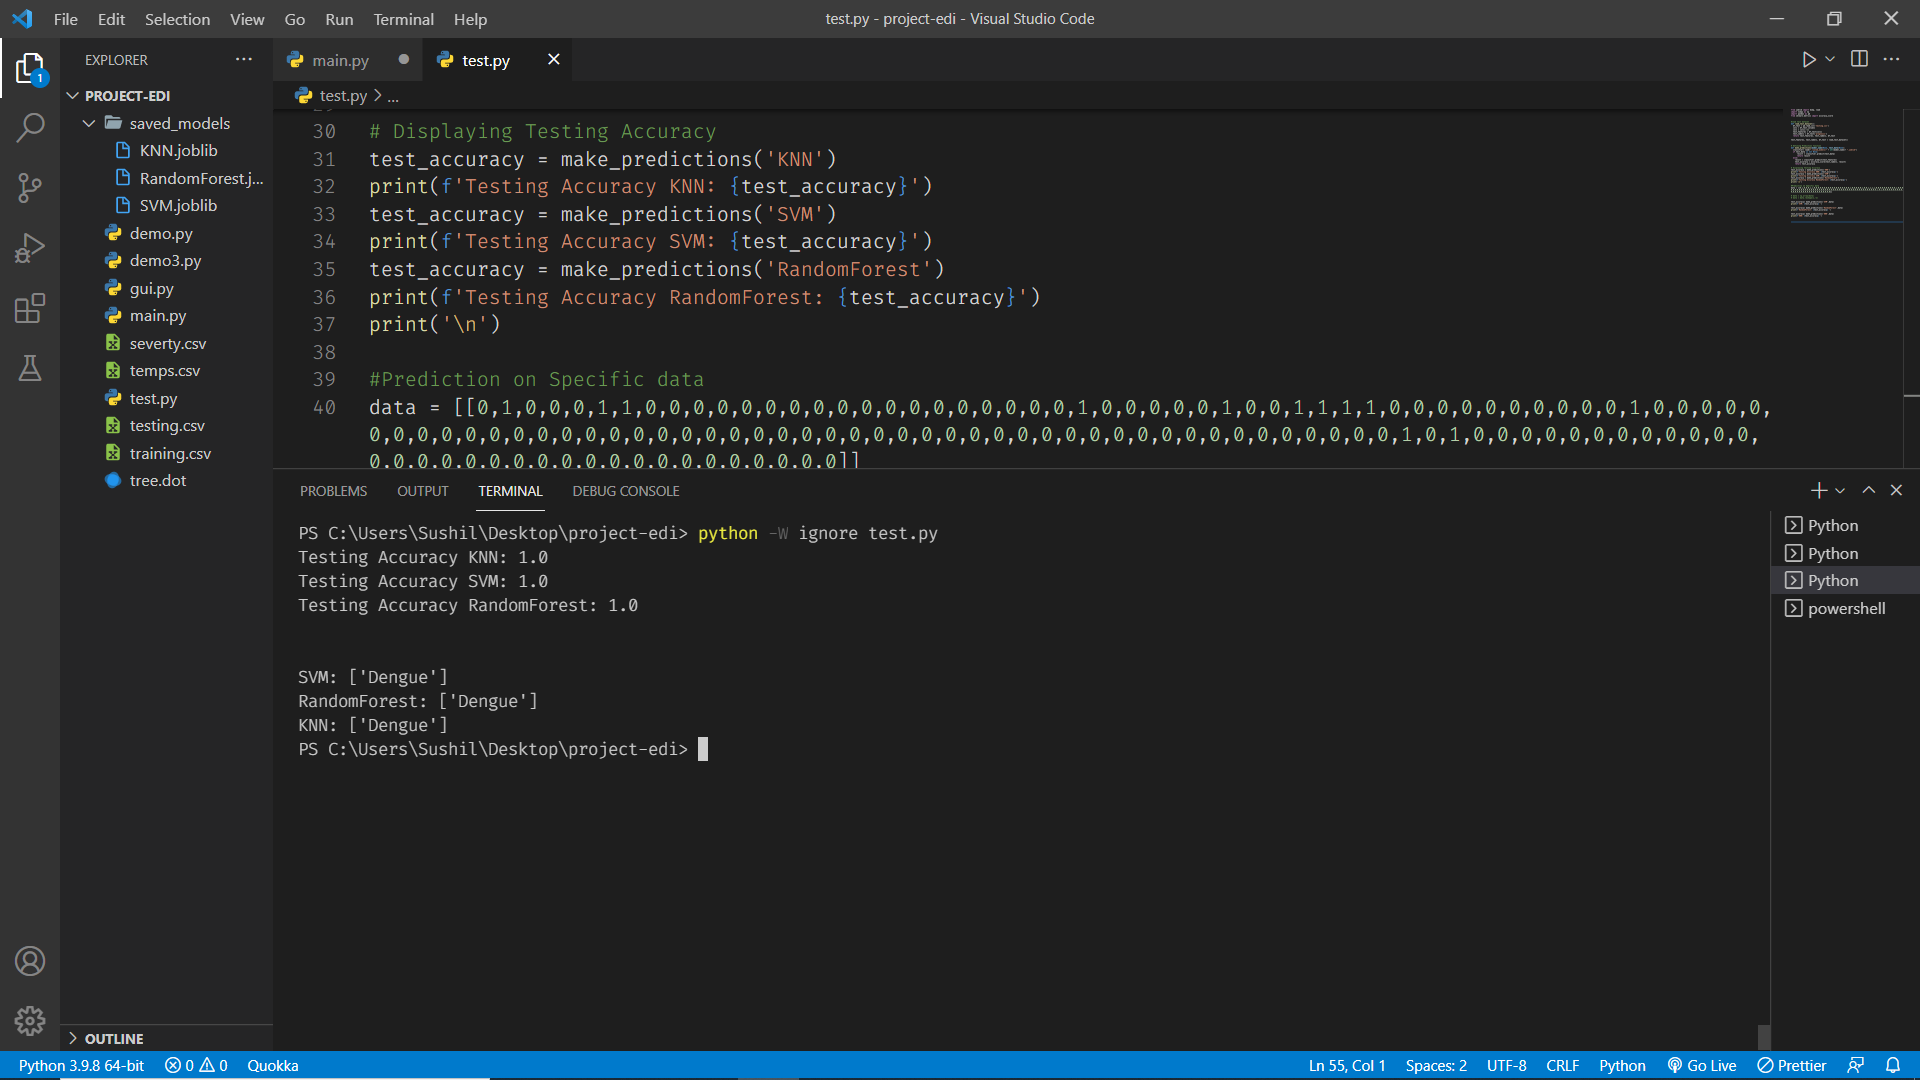 File Edit Selection View Go Run Terminal Help
test.py - project-edi - Visual Studio Code
EXPLORER
1
PROJECT-EDI
saved_models
KNN.joblib
RandomForest.j...
SVM.joblib
demo.py
demo3.py
gui.py
main.py
severty.csv
temps.csv
test.py
testing.csv
training.csv
tree.dot
OUTLINE
main.py
test.py
test.py > ...
30 # Displaying Testing Accuracy
31 test_accuracy = make_predictions('KNN')
32 print(f'Testing Accuracy KNN: {test_accuracy}')
33 test_accuracy = make_predictions('SVM')
34 print(f'Testing Accuracy SVM: {test_accuracy}')
35 test_accuracy = make_predictions('RandomForest')
36 print(f'Testing Accuracy RandomForest: {test_accuracy}')
37 print('\n')
38
39 #Prediction on Specific data
40 data = [[0,1,0,0,0,1,1,0,0,0,0,0,0,0,0,0,0,0,0,0,0,0,0,0,0,1,0,0,0,0,0,1,0,0,1,1,1,1,0,0,0,0,0,0,0,0,0,0,1,0,0,0,0,0,
0,0,0,0,0,0,0,0,0,0,0,0,0,0,0,0,0,0,0,0,0,0,0,0,0,0,0,0,0,0,0,0,0,0,0,0,0,0,0,0,0,0,0,1,0,1,0,0,0,0,0,0,0,0,0,0,0,0,
0,0,0,0,0,0,0,0,0,0,0,0,0,0,0,0,0,0,0,0]]
PROBLEMS OUTPUT TERMINAL DEBUG CONSOLE
PS C:\Users\Sushil\Desktop\project-edi> python -W ignore test.py
Testing Accuracy KNN: 1.0
Testing Accuracy SVM: 1.0
Testing Accuracy RandomForest: 1.0
SVM: ['Dengue']
RandomForest: ['Dengue']
KNN: ['Dengue']
PS C:\Users\Sushil\Desktop\project-edi>
Python
Python
Python
powershell
Python 3.9.8 64-bit 0 0 Quokka
Ln 55, Col 1 Spaces: 2 UTF-8 CRLF Python Go Live Prettier